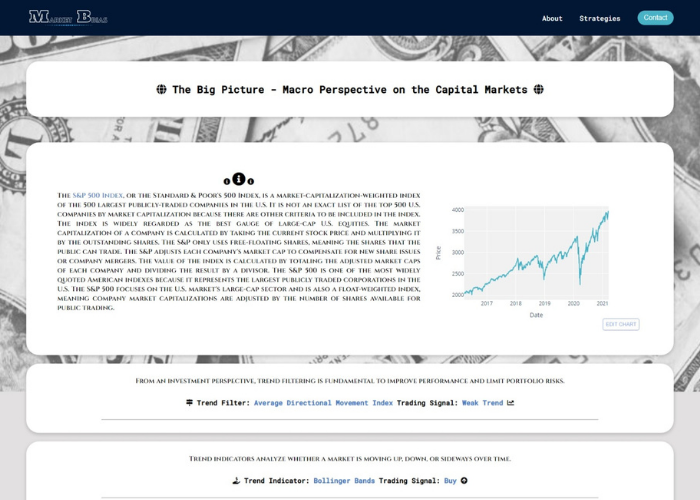 Market Bias
About
Strategies
Contact
The Big Picture - Macro Perspective on the Capital Markets
The S&P 500 Index, or the Standard & Poor's 500 Index, is a market-capitalization-weighted index
of the 500 largest publicly-traded companies in the U.S. It is not an exact list of the top 500 U.S.
companies by market capitalization because there are other criteria to be included in the index.
The index is widely regarded as the best gauge of large-cap U.S. equities. The market
capitalization of a company is calculated by taking the current stock price and multiplying it
by the outstanding shares. The S&P only uses free-floating shares, meaning the shares that the
public can trade. The S&P adjusts each company's market cap to compensate for new share issues
or company mergers. The value of the index is calculated by totaling the adjusted market caps
of each company and dividing the result by a divisor. The S&P 500 is one of the most widely
quoted American indexes because it represents the largest publicly traded corporations in the
U.S. The S&P 500 focuses on the U.S. market's large-cap sector and is also a float-weighted index,
meaning company market capitalizations are adjusted by the number of shares available for
public trading.
4000
3500
3000
2500
2000
Price
2017
2018
2019
2020
2021
Date
EDIT CHART
From an investment perspective, trend filtering is fundamental to improve performance and limit portfolio risks.
Trend Filter: Average Directional Movement Index Trading Signal: Weak Trend
Trend indicators analyze whether a market is moving up, down, or sideways over time.
Trend Indicator: Bollinger Bands Trading Signal: Buy